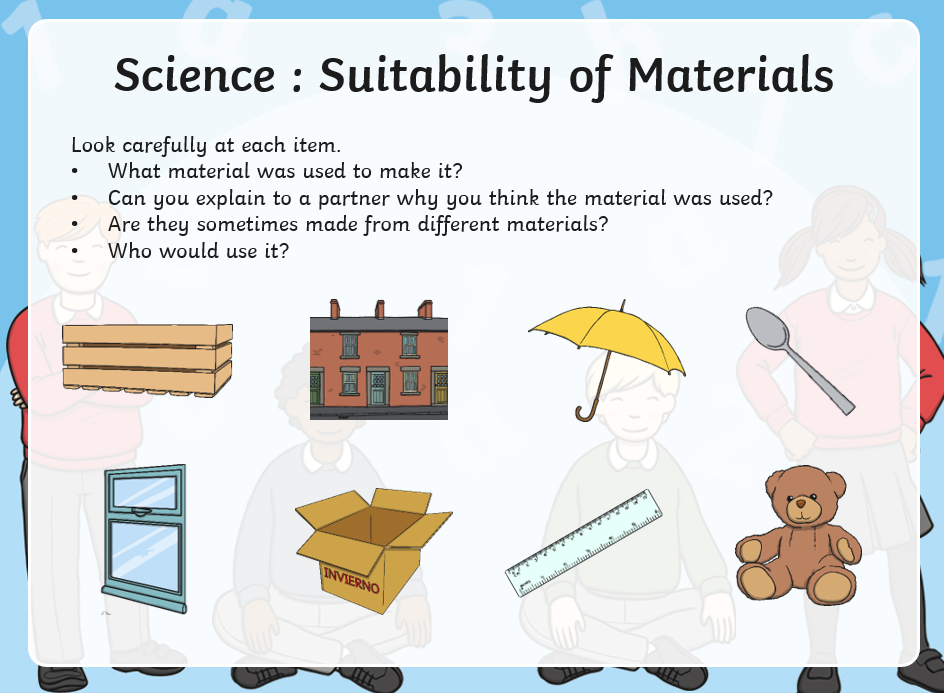 Science : Suitability of Materials
Look carefully at each item.
• What material was used to make it?
• Can you explain to a partner why you think the material was used?
• Are they sometimes made from different materials?
• Who would use it?
INVIERNO